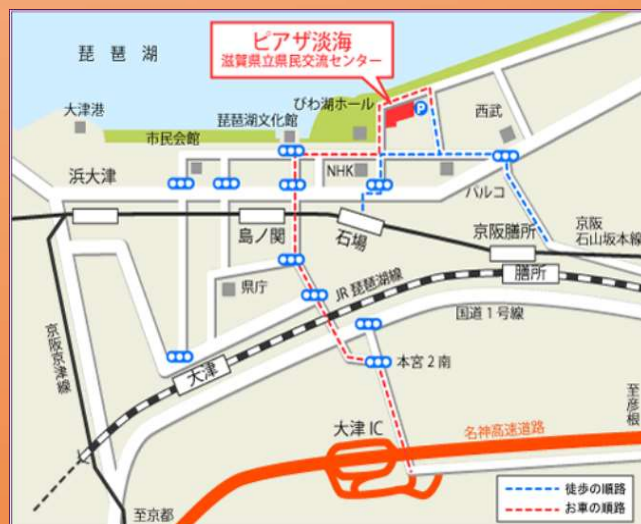 ピアザ淡海
滋賀県立県民交流センター
琵琶湖
大津港
琵琶湖文化館
びわ湖ホール
P
西武
市民会館
浜大津
NHK
パルコ
島ノ関
石場
京阪膳所
京阪
石山坂本線
膳所
県庁
JR琵琶湖線
国道1号線
京阪京津線
大津
本宮2南
至彦根
大津IC
名神高速道路
至京都
徒歩の順路
お車の順路